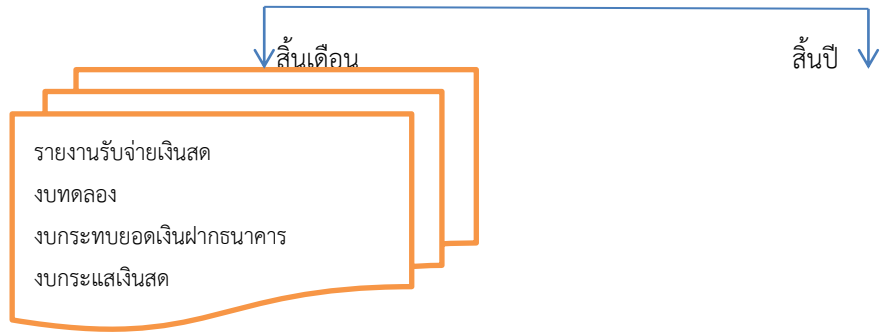 สิ้นเดือน
สิ้นปี
รายงานรับจ่ายเงินสด
งบทดลอง
งบกระทบยอดเงินฝากธนาคาร
งบกระแสเงินสด